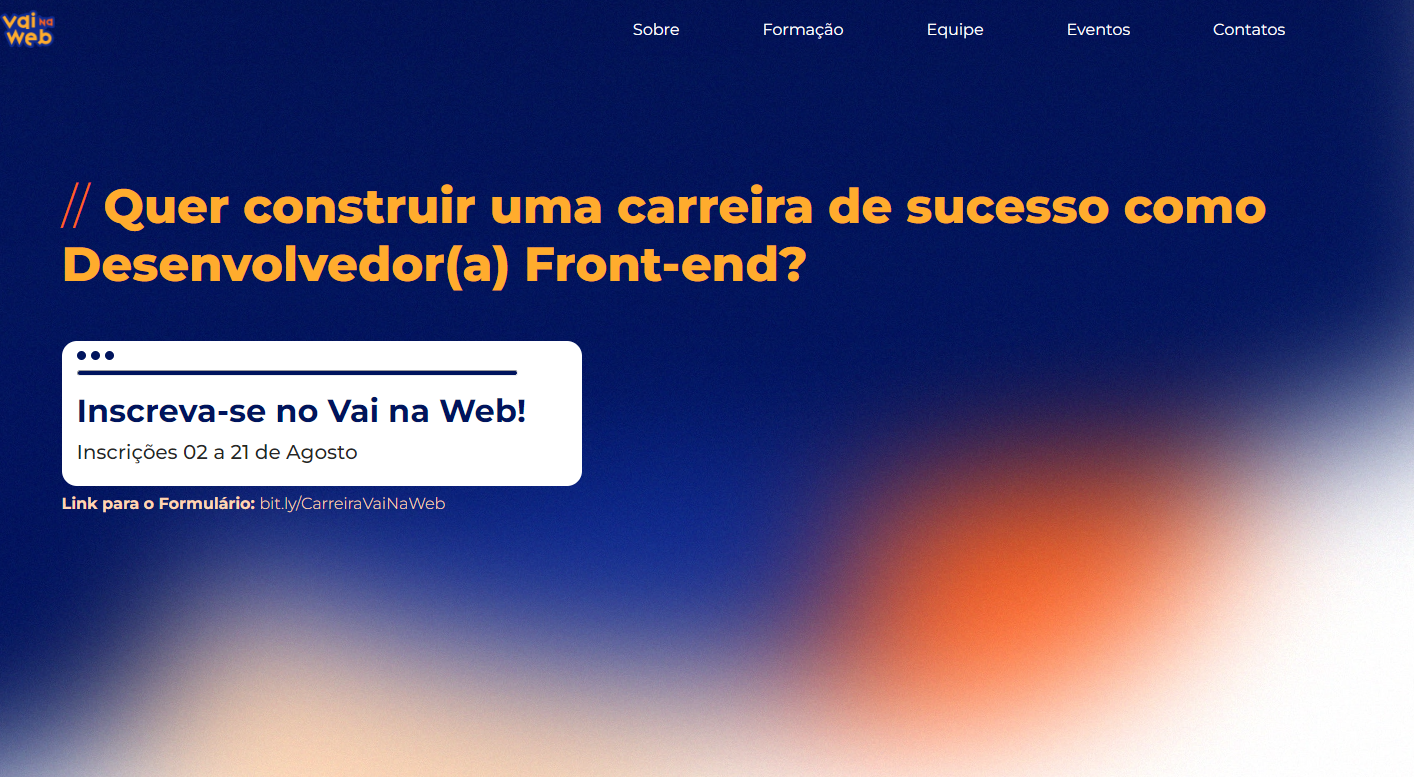 vai na
web
Sobre Formação Equipe Eventos Contatos
// Quer construir uma carreira de sucesso como
Desenvolvedor(a) Front-end?
Inscreva-se no Vai na Web!
Inscrições 02 a 21 de Agosto
Link para o Formulário: bit.ly/CarreiraVaiNaWeb